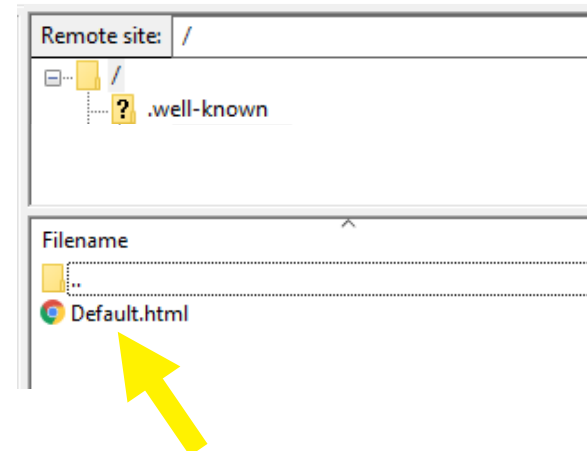 Remote site: /
/
? .well-known
Filename
..
Default.html